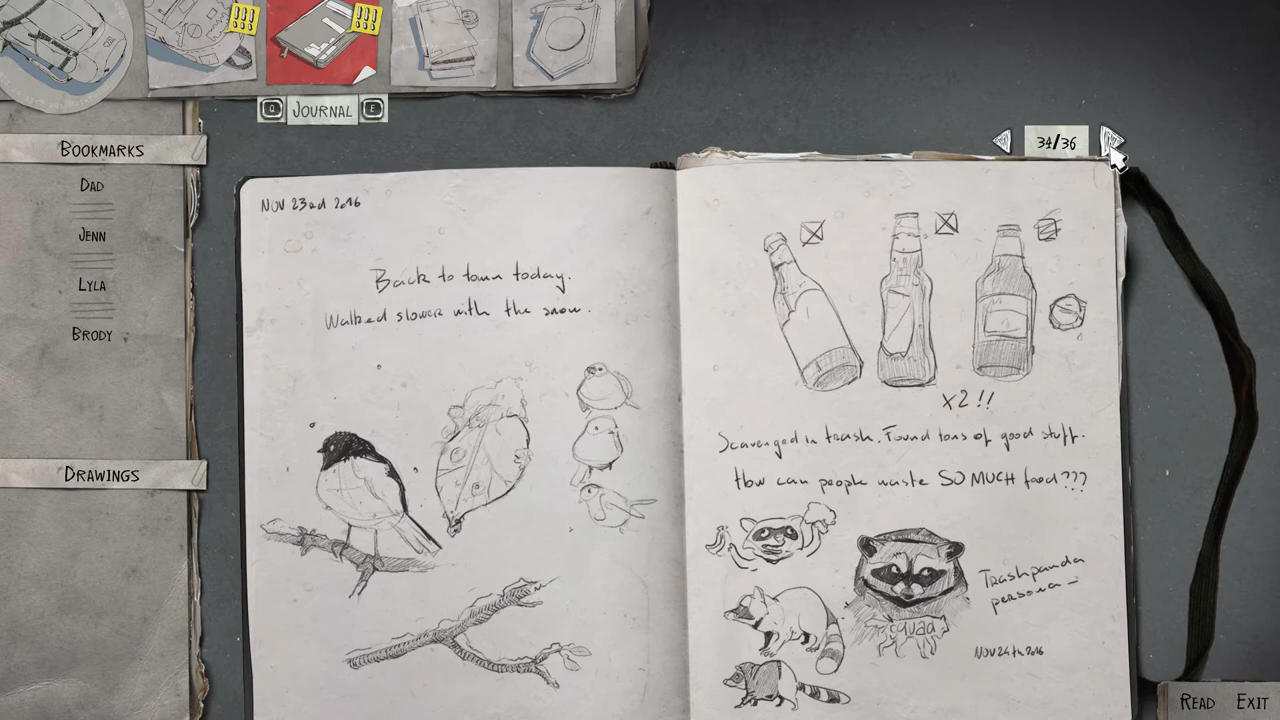 Q JOURNAL E
BOOKMARKS
DAD
JENN
LYLA
BRODY
DRAWINGS
34/36
NOV 23rd 2016
Back to town today.
Walked slower with the snow.
x2!!
Scavenged in trash. Found tons of good stuff.
How can people waste SO MUCH food???
Trashpanda
persona –
squad
NOV 24th 2016
READ EXIT